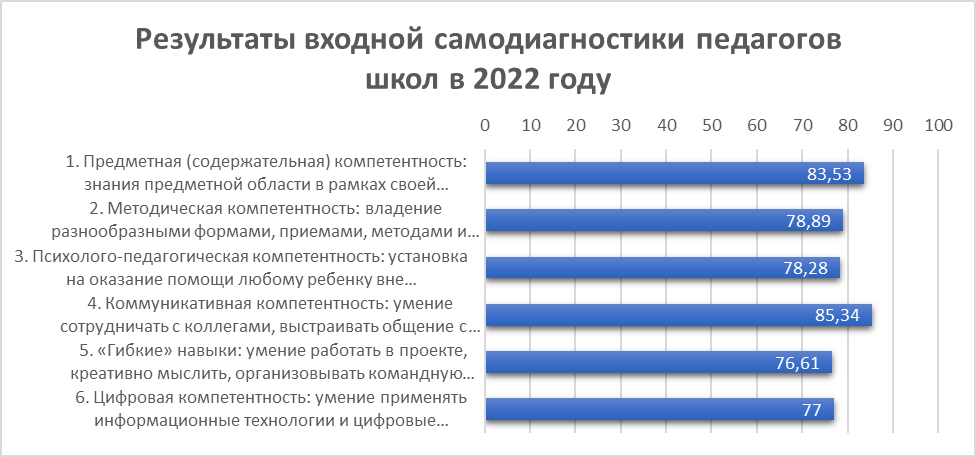 Результаты входной самодиагностики педагогов
школ в 2022 году
0 10 20 30 40 50 60 70 80 90 100
1. Предметная (содержательная) компетентность:
знания предметной области в рамках своей...
83,53
2. Методическая компетентность: владение
разнообразными формами, приемами, методами и...
78,89
3. Психолого-педагогическая компетентность: установка
на оказание помощи любому ребенку вне...
78,28
4. Коммуникативная компетентность: умение
сотрудничать с коллегами, выстраивать общение с...
85,34
5. «Гибкие» навыки: умение работать в проекте,
креативно мыслить, организовывать командную...
76,61
6. Цифровая компетентность: умение применять
информационные технологии и цифровые...
77